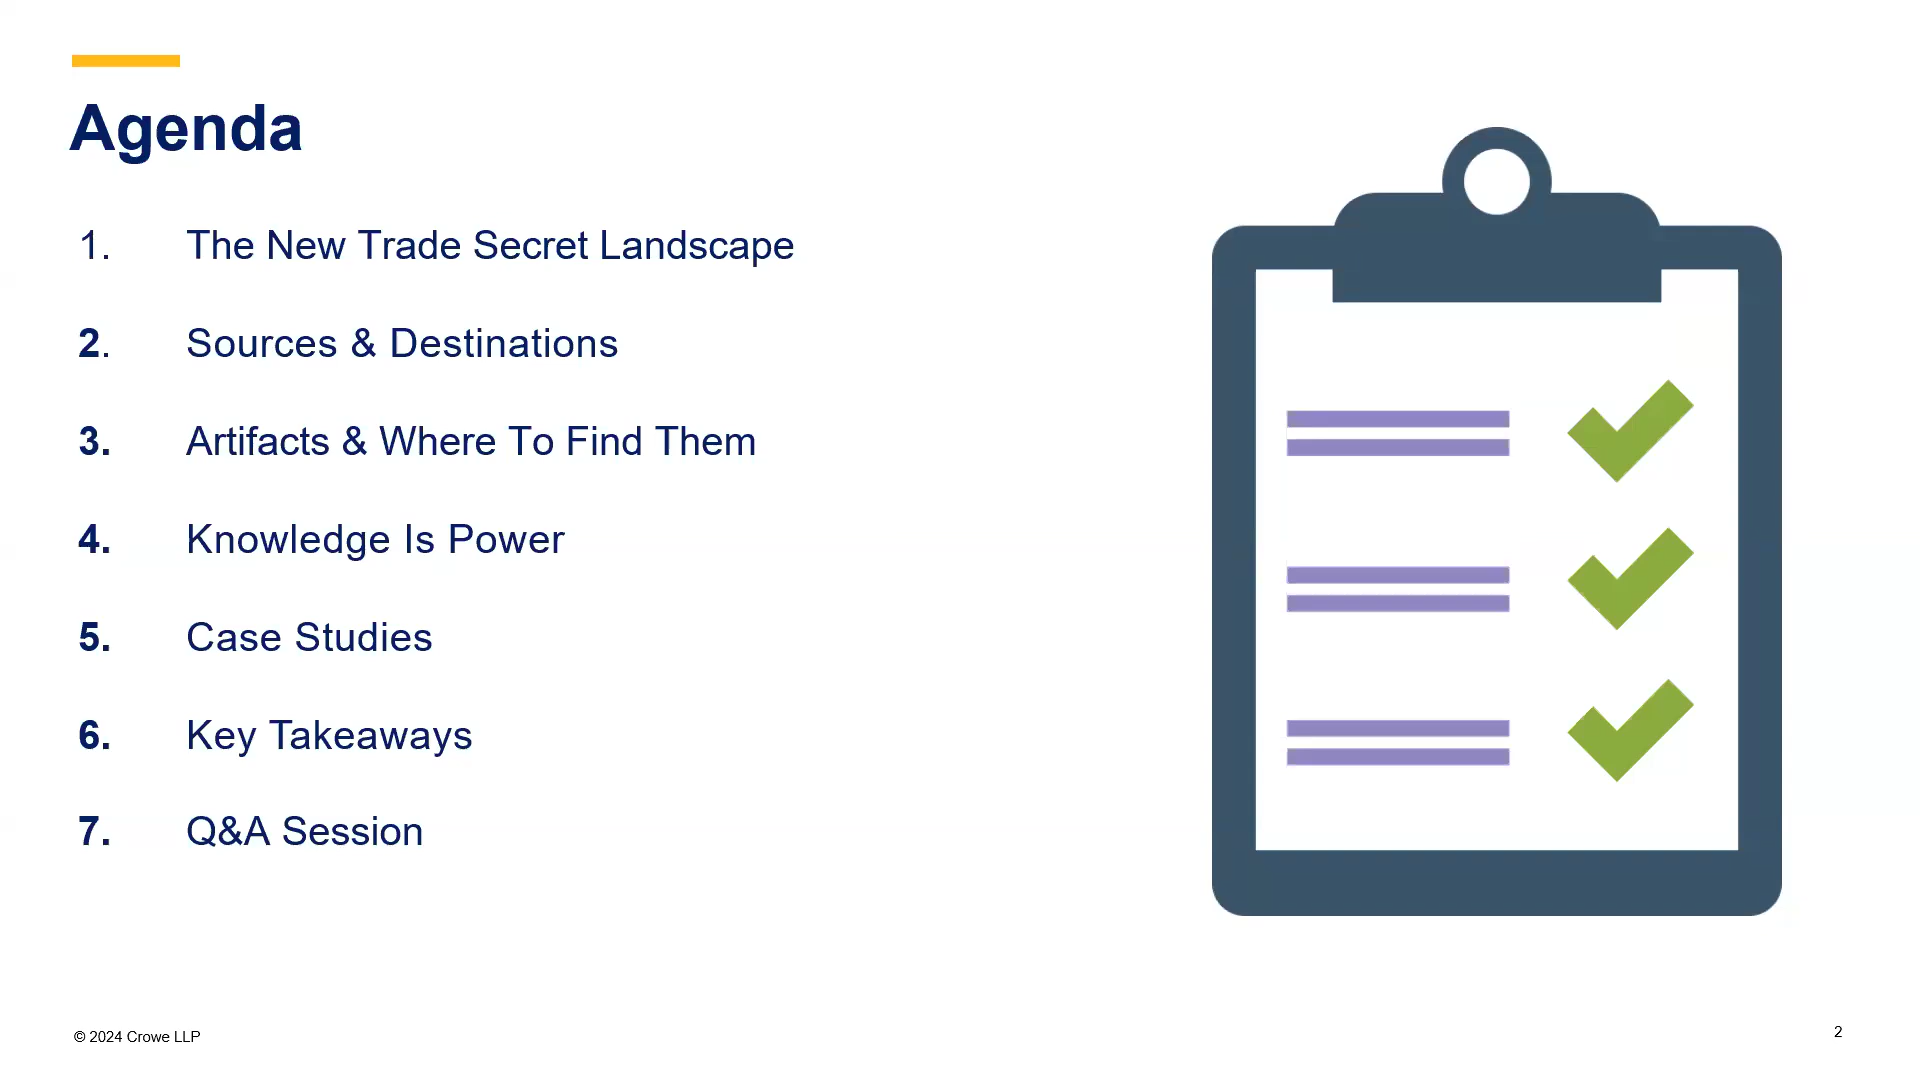 Agenda
1. The New Trade Secret Landscape
2. Sources & Destinations
3. Artifacts & Where To Find Them
4. Knowledge Is Power
5. Case Studies
6. Key Takeaways
7. Q&A Session
© 2024 Crowe LLP
2